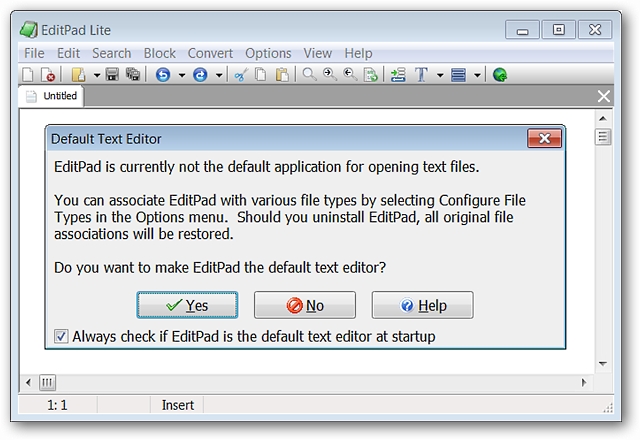 EditPad Lite
File Edit Search Block Convert Options View Help
Untitled
Default Text Editor
EditPad is currently not the default application for opening text files.
You can associate EditPad with various file types by selecting Configure File
Types in the Options menu. Should you uninstall EditPad, all original file
associations will be restored.
Do you want to make EditPad the default text editor?
Yes No Help
Always check if EditPad is the default text editor at startup
1: 1 Insert